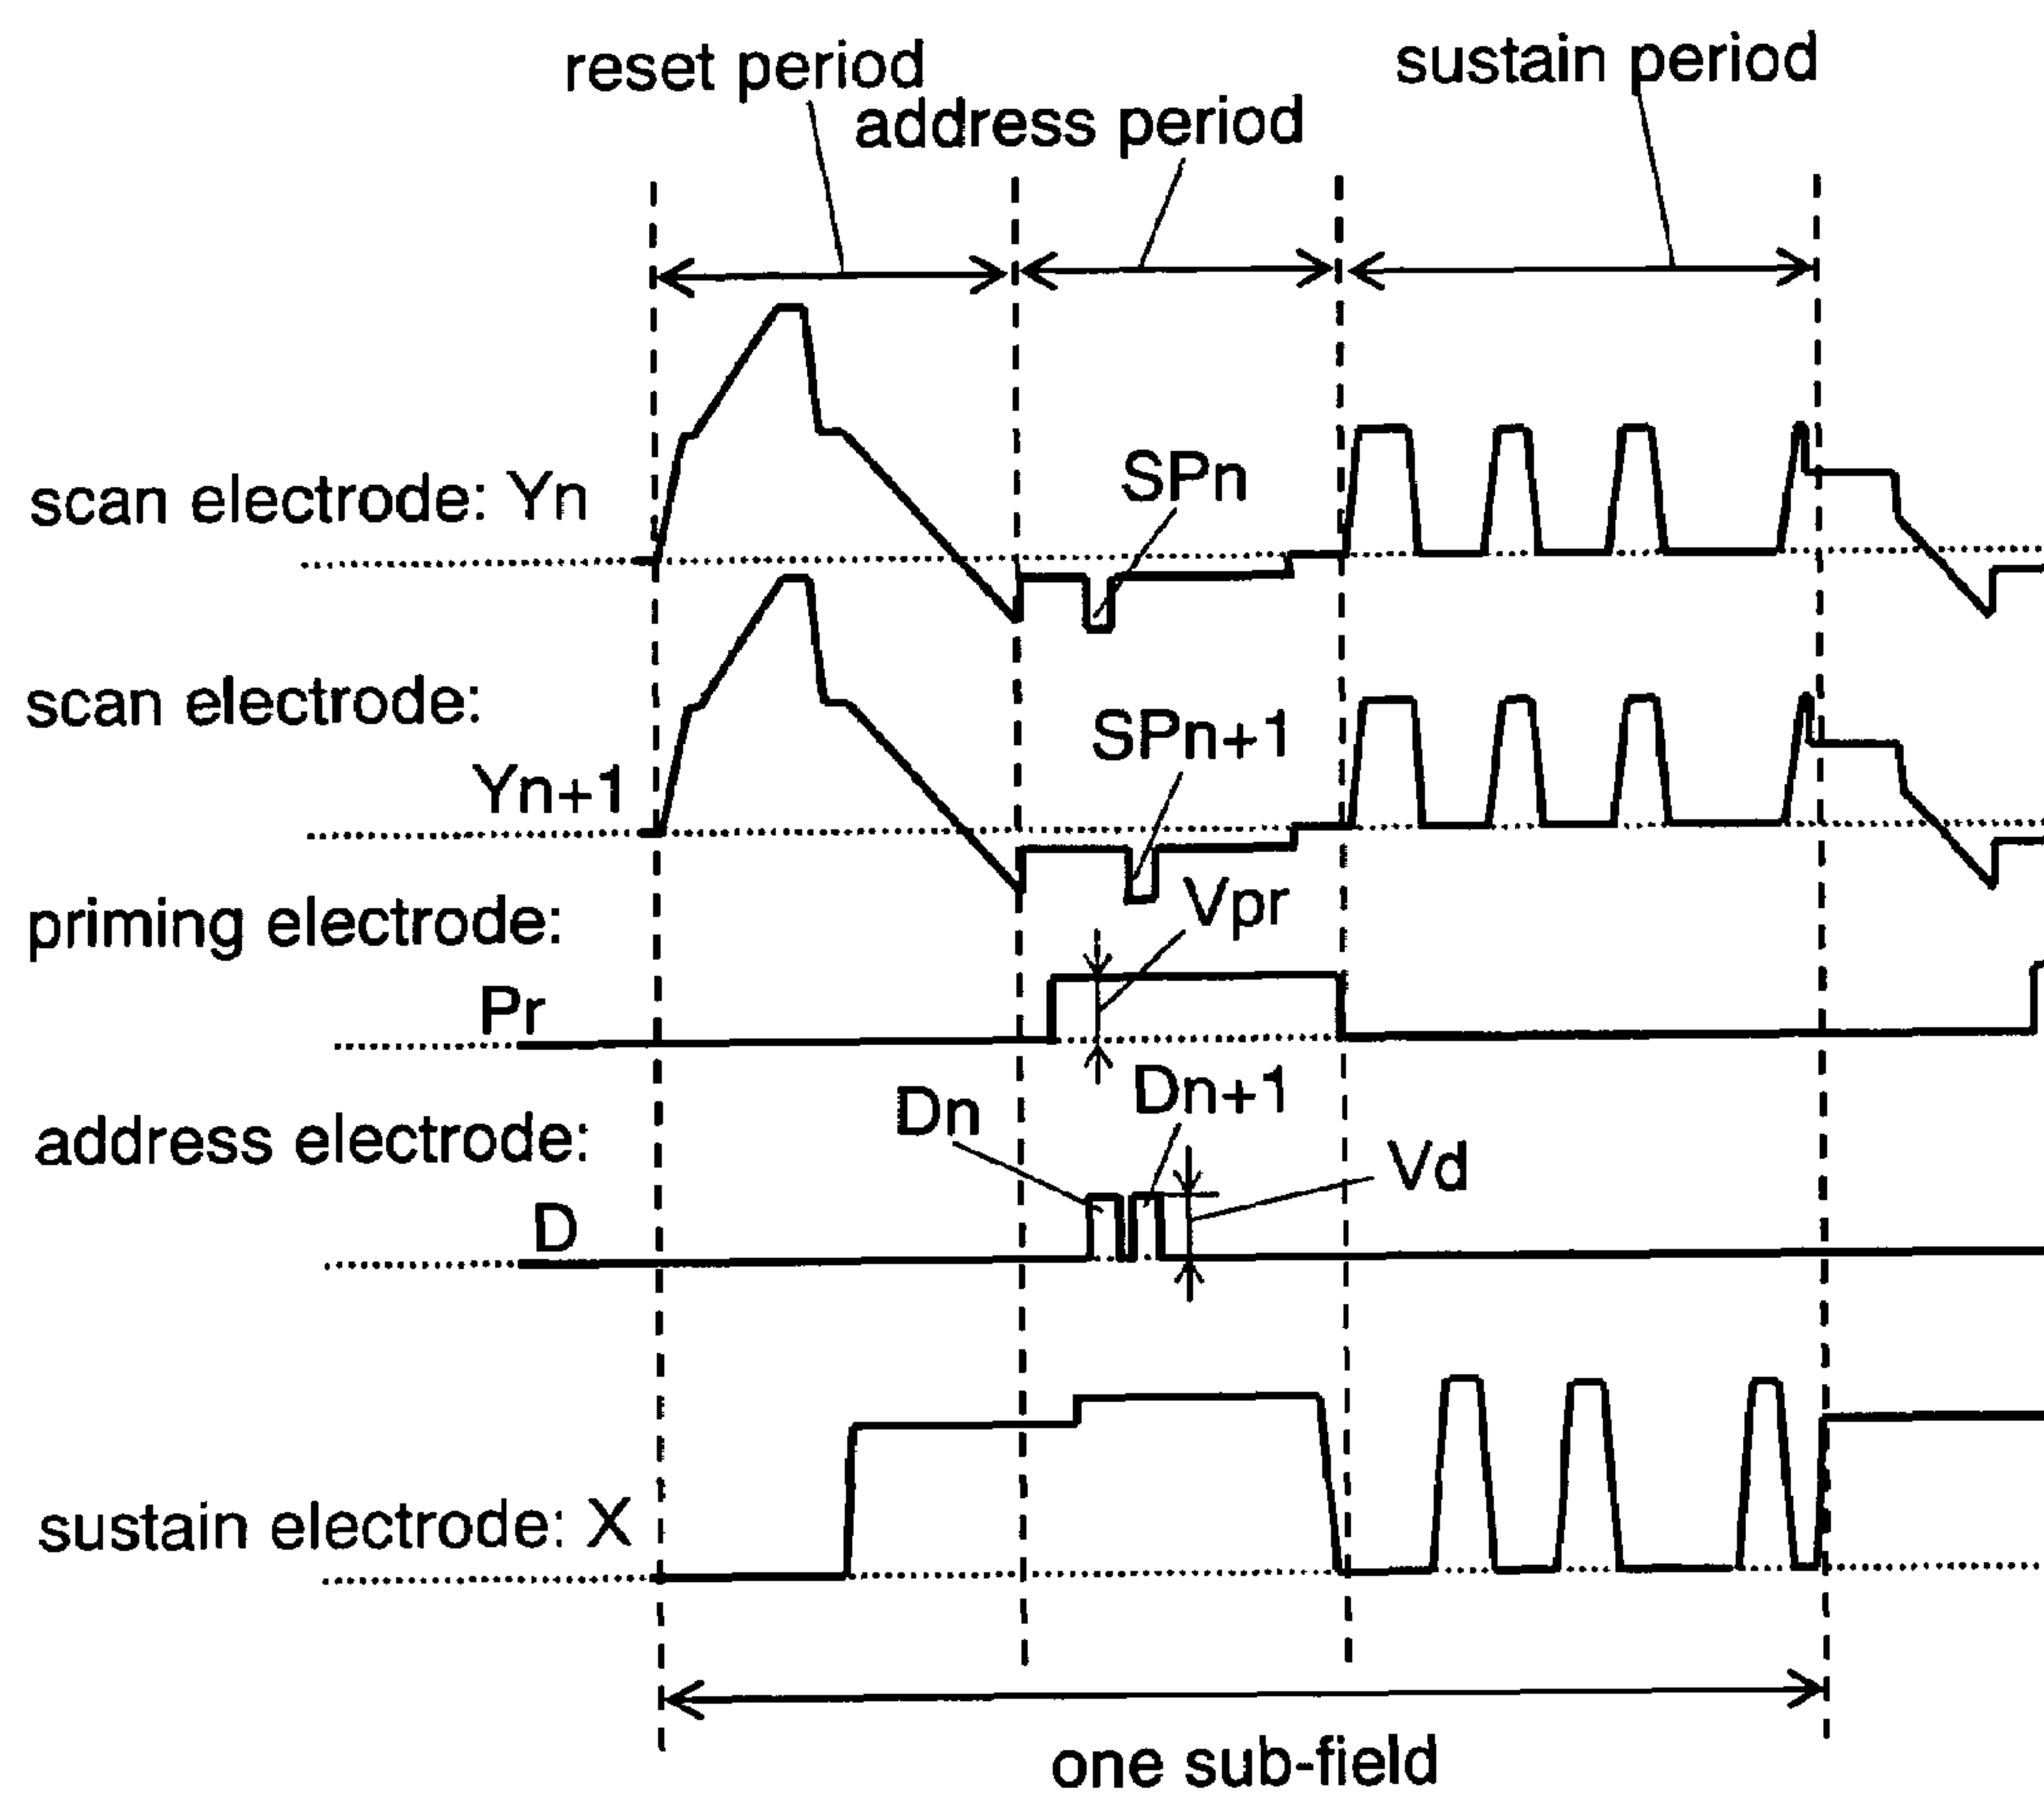 reset period
sustain period
address period
SPn
scan electrode: Yn
scan electrode:
SPn+1
Yn+1
Vpr
priming electrode:
Pr
Dn+1
Dn
address electrode:
Vd
D
sustain electrode: X
one sub-field